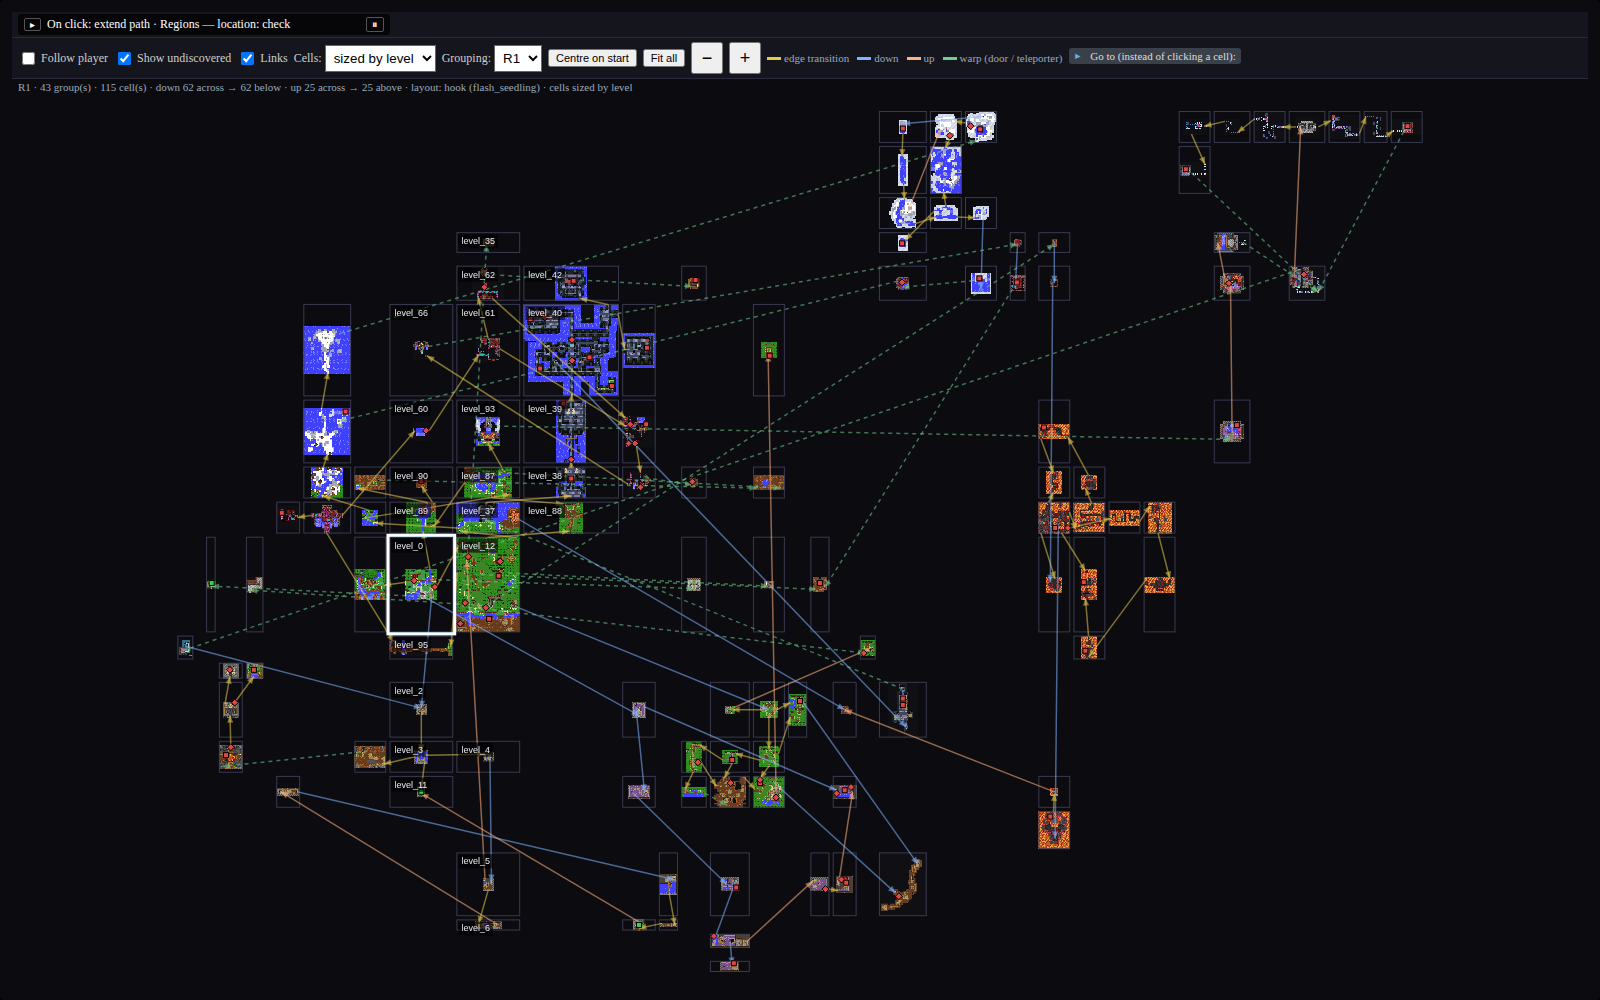 On click: extend path · Regions — location: check
Follow player Show undiscovered Links Cells: sized by level Grouping: R1 Centre on start Fit all − + edge transition down up warp (door / teleporter) Go to (instead of clicking a cell):
R1 · 43 group(s) · 115 cell(s) · down 62 across → 62 below · up 25 across → 25 above · layout: hook (flash_seedling) · cells sized by level
level_35
level_62 level_42
level_66 level_61 level_40
level_60 level_93 level_39
level_90 level_87 level_38
level_89 level_37 level_88
level_0 level_12
level_95
level_2
level_3 level_4
level_11
level_5
level_6